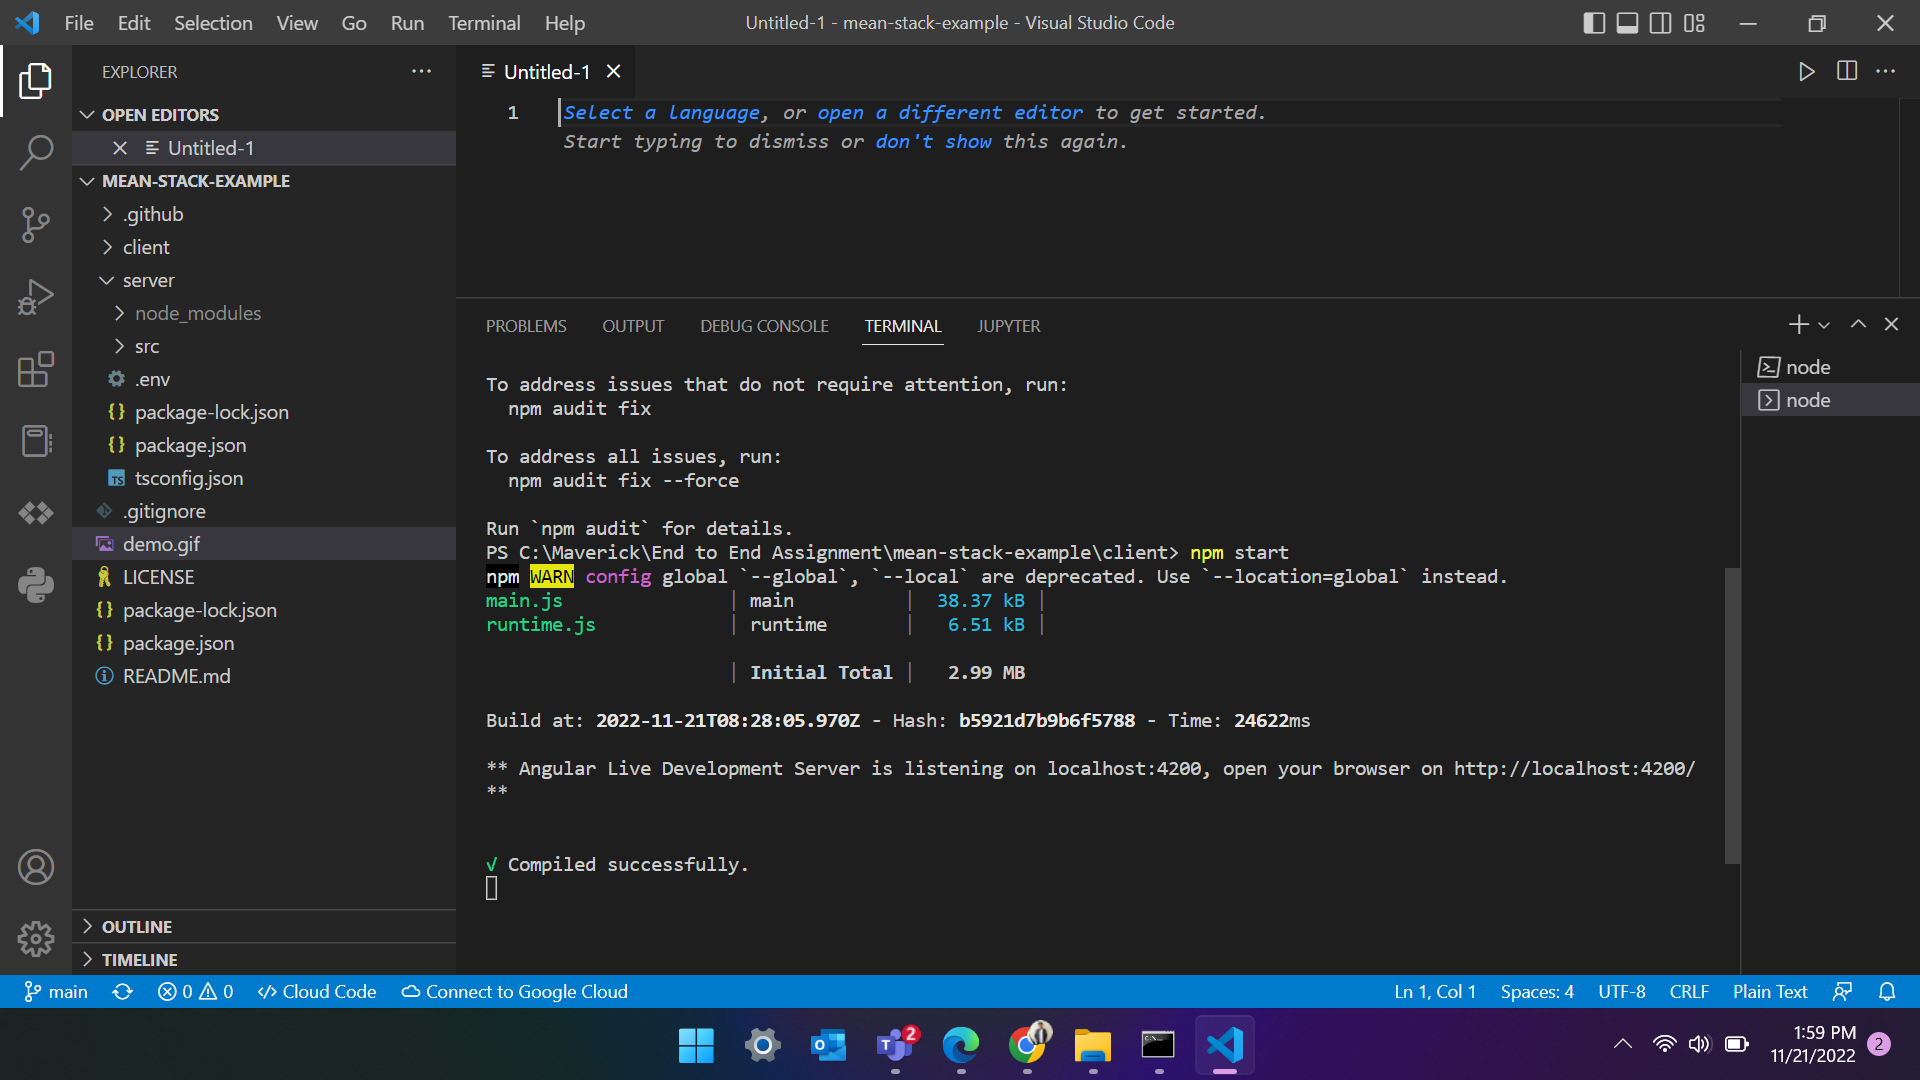 File Edit Selection View Go Run Terminal Help
Untitled-1 - mean-stack-example - Visual Studio Code
EXPLORER
OPEN EDITORS
Untitled-1
MEAN-STACK-EXAMPLE
.github
client
server
node_modules
src
.env
package-lock.json
package.json
TS tsconfig.json
.gitignore
demo.gif
LICENSE
package-lock.json
package.json
README.md
OUTLINE
TIMELINE
Untitled-1
1 Select a language, or open a different editor to get started.
Start typing to dismiss or don't show this again.
PROBLEMS OUTPUT DEBUG CONSOLE TERMINAL JUPYTER
node
node
To address issues that do not require attention, run:
npm audit fix
To address all issues, run:
npm audit fix --force
Run `npm audit` for details.
PS C:\Maverick\End to End Assignment\mean-stack-example\client> npm start
npm WARN config global `--global`, `--local` are deprecated. Use `--location=global` instead.
main.js | main | 38.37 kB |
runtime.js | runtime | 6.51 kB |
| Initial Total | 2.99 MB
Build at: 2022-11-21T08:28:05.970Z - Hash: b5921d7b9b6f5788 - Time: 24622ms
** Angular Live Development Server is listening on localhost:4200, open your browser on http://localhost:4200/
**
√ Compiled successfully.
main 0 0 Cloud Code Connect to Google Cloud
Ln 1, Col 1 Spaces: 4 UTF-8 CRLF Plain Text
2
1:59 PM
11/21/2022
2